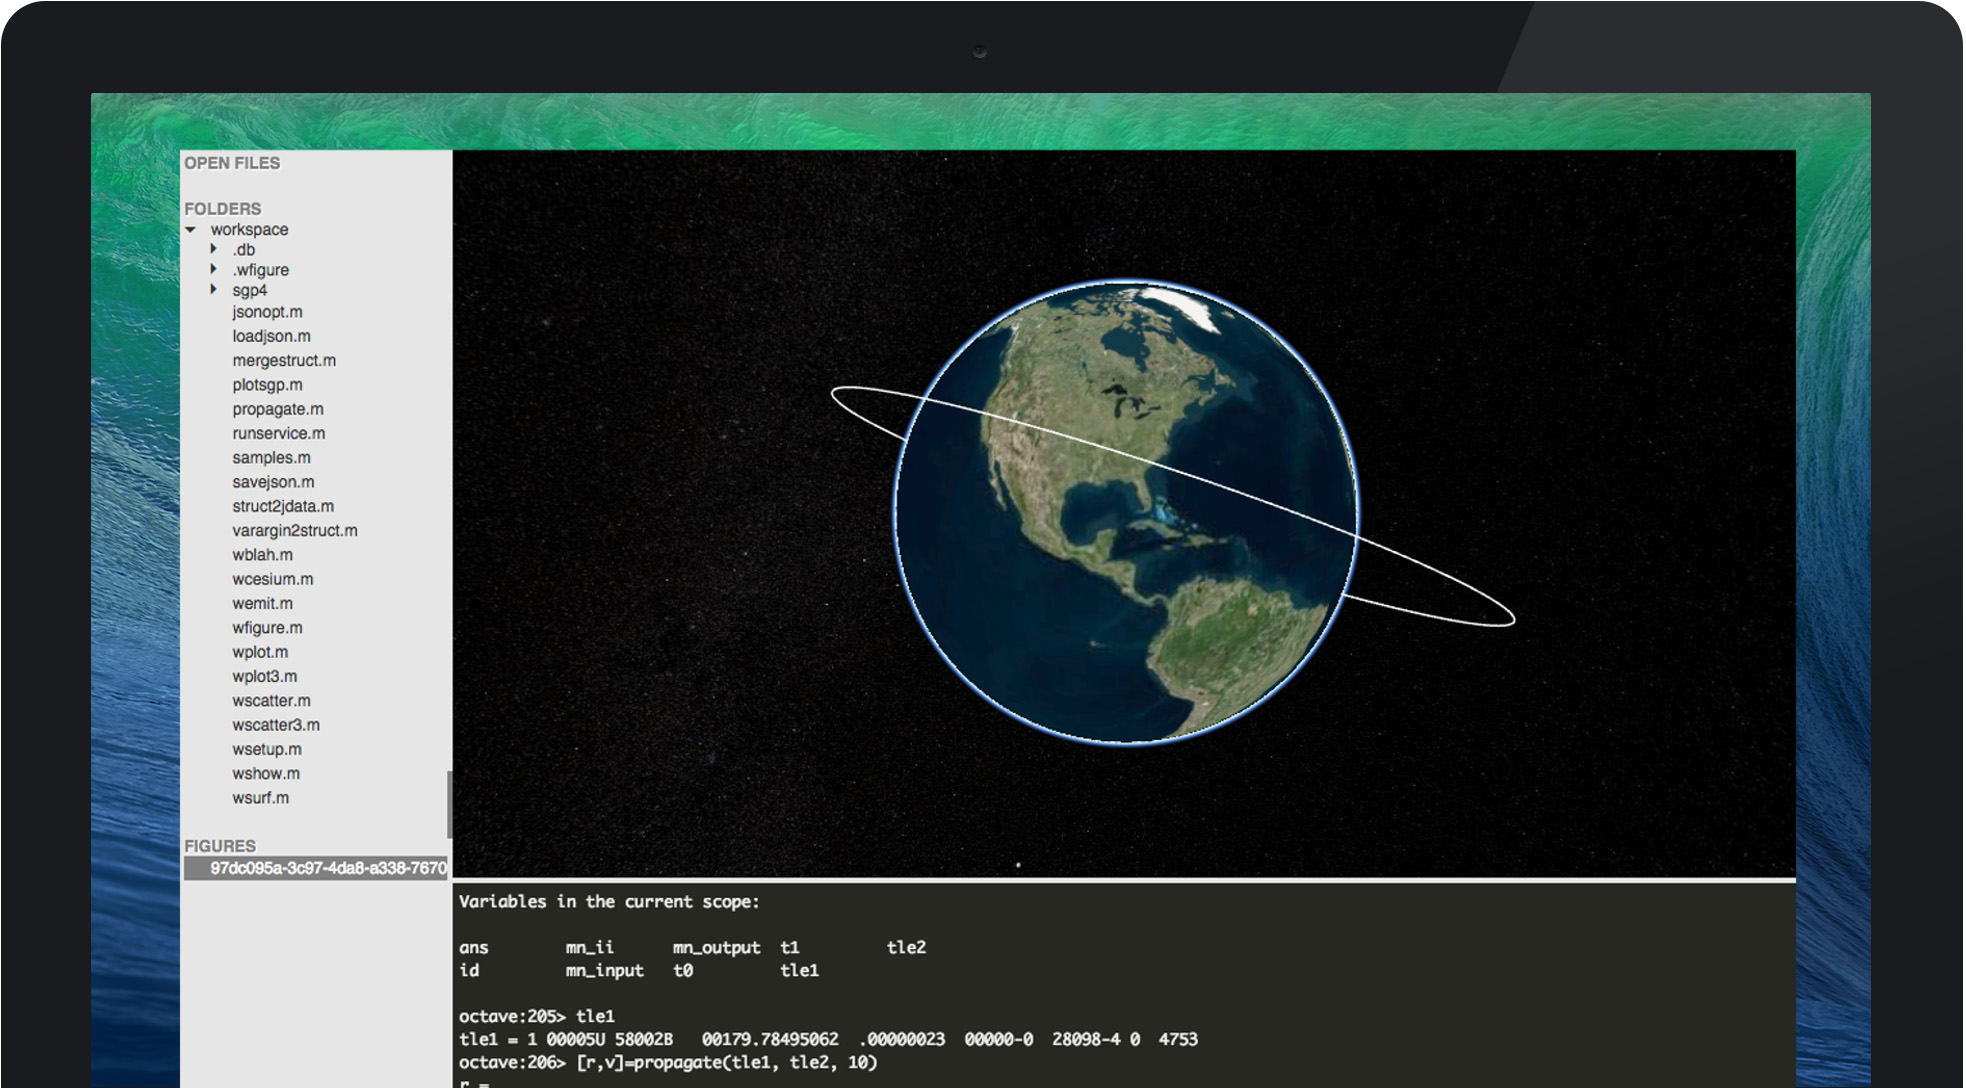 OPEN FILES
FOLDERS
workspace
.db
.wfigure
sgp4
jsonopt.m
loadjson.m
mergestruct.m
plotsgp.m
propagate.m
runservice.m
samples.m
savejson.m
struct2jdata.m
varargin2struct.m
wblah.m
wcesium.m
wemit.m
wfigure.m
wplot.m
wplot3.m
wscatter.m
wscatter3.m
wsetup.m
wshow.m
wsurf.m
FIGURES
97dc095a-3c97-4da8-a338-7670
Variables in the current scope:
ans mn_ii mn_output t1 tle2
id mn_input t0 tle1
octave:205> tle1
tle1 = 1 00005U 58002B 00179.78495062 .00000023 00000-0 28098-4 0 4753
octave:206> [r,v]=propagate(tle1, tle2, 10)
r =